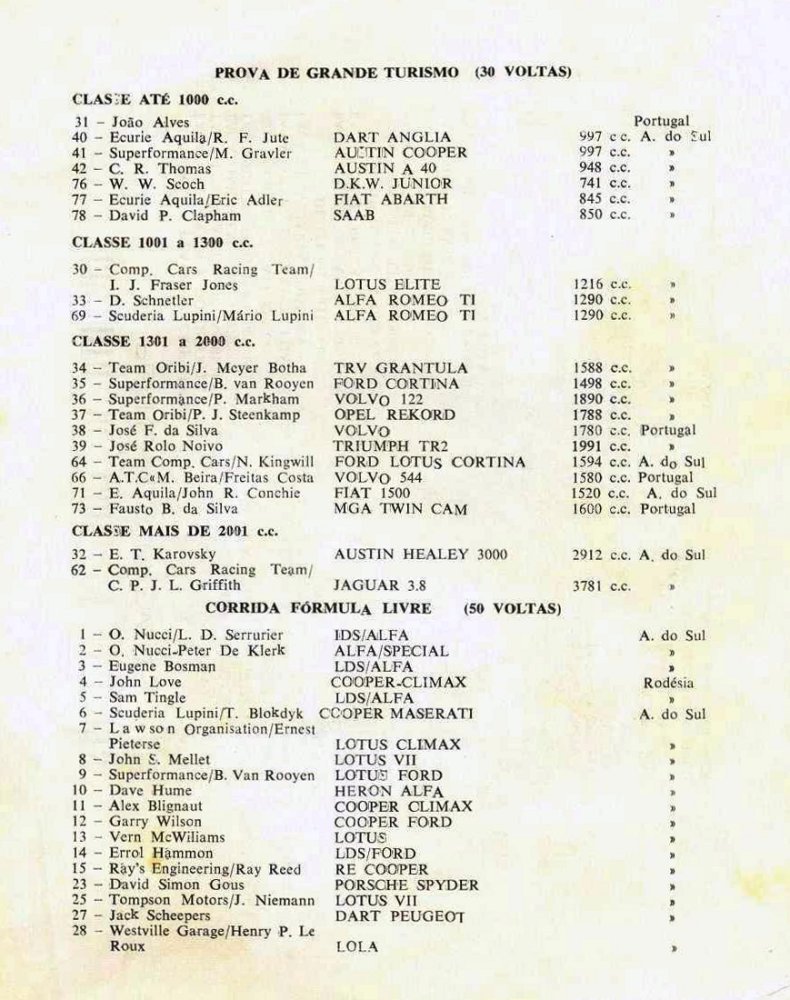 PROVA DE GRANDE TURISMO (30 VOLTAS)
CLASSE ATÉ 1000 c.c.
31 – João Alves Portugal
40 – Ecurie Aquila/R. F. Jute DART ANGLIA 997 c c. A. do Sul
41 – Superformance/M. Gravler AUSTIN COOPER 997 c.c. »
42 – C. R. Thomas AUSTIN A 40 948 c.c. »
76 – W. W. Scoch D.K.W. JUNIOR 741 c.c. »
77 – Ecurie Aquila/Eric Adler FIAT ABARTH 845 c.c. »
78 – David P. Clapham SAAB 850 c.c. »
CLASSE 1001 a 1300 c.c.
30 – Comp. Cars Racing Team/
I. J. Fraser Jones LOTUS ELITE 1216 c.c. »
33 – D. Schnetler ALFA ROMEO TI 1290 c.c. »
69 – Scuderia Lupini/Mário Lupini ALFA ROMEO TI 1290 c.c. »
CLASSE 1301 a 2000 c.c.
34 – Team Oribi/J. Meyer Botha TRV GRANTULA 1588 c.c. »
35 – Superformance/B. van Rooyen FORD CORTINA 1498 c.c. »
36 – Superformance/P. Markham VOLVO 122 1890 c.c. »
37 – Team Oribi/P. J. Steenkamp OPEL REKORD 1788 c.c. »
38 – José F. da Silva VOLVO 1780 c.c. Portugal
39 – José Rolo Noivo TRIUMPH TR2 1991 c.c. »
64 – Team Comp. Cars/N. Kingwill FORD LOTUS CORTINA 1594 c.c. A. do Sul
66 – A.T.C«M. Beira/Freitas Costa VOLVO 544 1580 c.c. Portugal
71 – E. Aquila/John R. Conchie FIAT 1500 1520 c.c. A. do Sul
73 – Fausto B. da Silva MGA TWIN CAM 1600 c.c. Portugal
CLASSE MAIS DE 2001 c.c.
32 – E. T. Karovsky AUSTIN HEALEY 3000 2912 c.c. A. do Sul
62 – Comp. Cars Racing Team/
C. P. J. L. Griffith JAGUAR 3.8 3781 c.c. »
CORRIDA FÓRMULA LIVRE (50 VOLTAS)
1 – O. Nucci/L. D. Serrurier IDS/ALFA A. do Sul
2 – O. Nucci-Peter De Klerk ALFA/SPECIAL »
3 – Eugene Bosman LDS/ALFA »
4 – John Love COOPER-CLIMAX Rodésia
5 – Sam Tingle LDS/ALFA »
6 – Scuderia Lupini/T. Blokdyk COOPER MASERATI A. do Sul
7 – Lawson Organisation/Ernest
Pieterse LOTUS CLIMAX »
8 – John S. Mellet LOTUS VII »
9 – Superformance/B. Van Rooyen LOTUS FORD »
10 – Dave Hume HERON ALFA »
11 – Alex Blignaut COOPER CLIMAX »
12 – Garry Wilson COOPER FORD »
13 – Vern McWiliams LOTUS »
14 – Errol Hammon LDS/FORD »
15 – Ray's Engineering/Ray Reed RE COOPER »
23 – David Simon Gous PORSCHE SPYDER »
25 – Tompson Motors/J. Niemann LOTUS VII »
27 – Jack Scheepers DART PEUGEOT »
28 – Westville Garage/Henry P. Le
Roux LOLA »